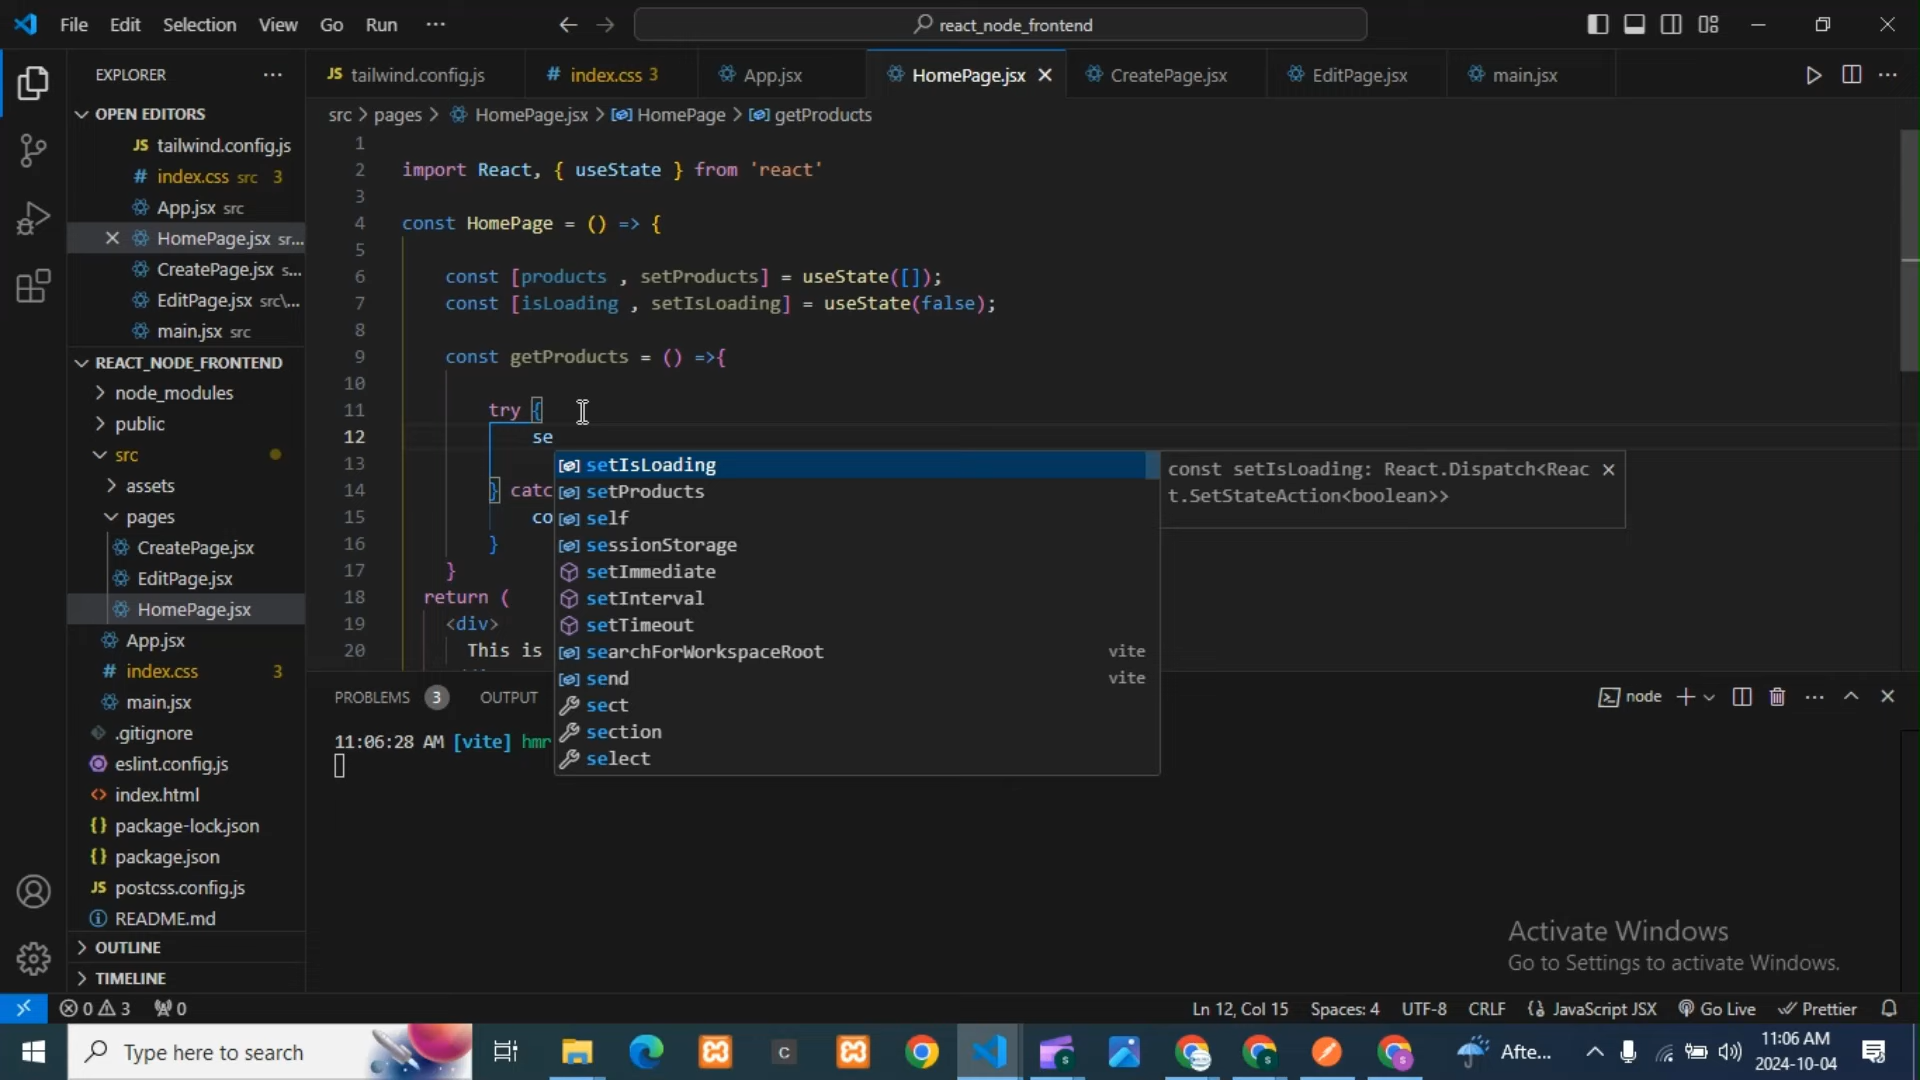 File Edit Selection View Go Run ··· react_node_frontend
EXPLORER ···
OPEN EDITORS
JS tailwind.config.js
# index.css src 3
App.jsx src
HomePage.jsx sr...
CreatePage.jsx s...
EditPage.jsx src\...
main.jsx src
REACT_NODE_FRONTEND
node_modules
public
src
assets
pages
CreatePage.jsx
EditPage.jsx
HomePage.jsx
App.jsx
# index.css 3
main.jsx
.gitignore
eslint.config.js
<> index.html
{} package-lock.json
{} package.json
JS postcss.config.js
README.md
OUTLINE
TIMELINE
JS tailwind.config.js # index.css 3 App.jsx HomePage.jsx CreatePage.jsx EditPage.jsx main.jsx
src > pages > HomePage.jsx > HomePage > getProducts
1
2 import React, { useState } from 'react'
3
4 const HomePage = () => {
5
6 const [products , setProducts] = useState([]);
7 const [isLoading , setIsLoading] = useState(false);
8
9 const getProducts = () =>{
10
11 try {
12 se
13
14 } catc
15 co
16 }
17 }
18 return (
19 <div>
20 This is
setIsLoading
setProducts
self
sessionStorage
setImmediate
setInterval
setTimeout
searchForWorkspaceRoot vite
send vite
sect
section
select
const setIsLoading: React.Dispatch<Reac
t.SetStateAction<boolean>>
PROBLEMS 3 OUTPUT node
11:06:28 AM [vite] hmr
Activate Windows
Go to Settings to activate Windows.
0 3 0 Ln 12, Col 15 Spaces: 4 UTF-8 CRLF {} JavaScript JSX Go Live Prettier
Type here to search C Afte... 11:06 AM
2024-10-04